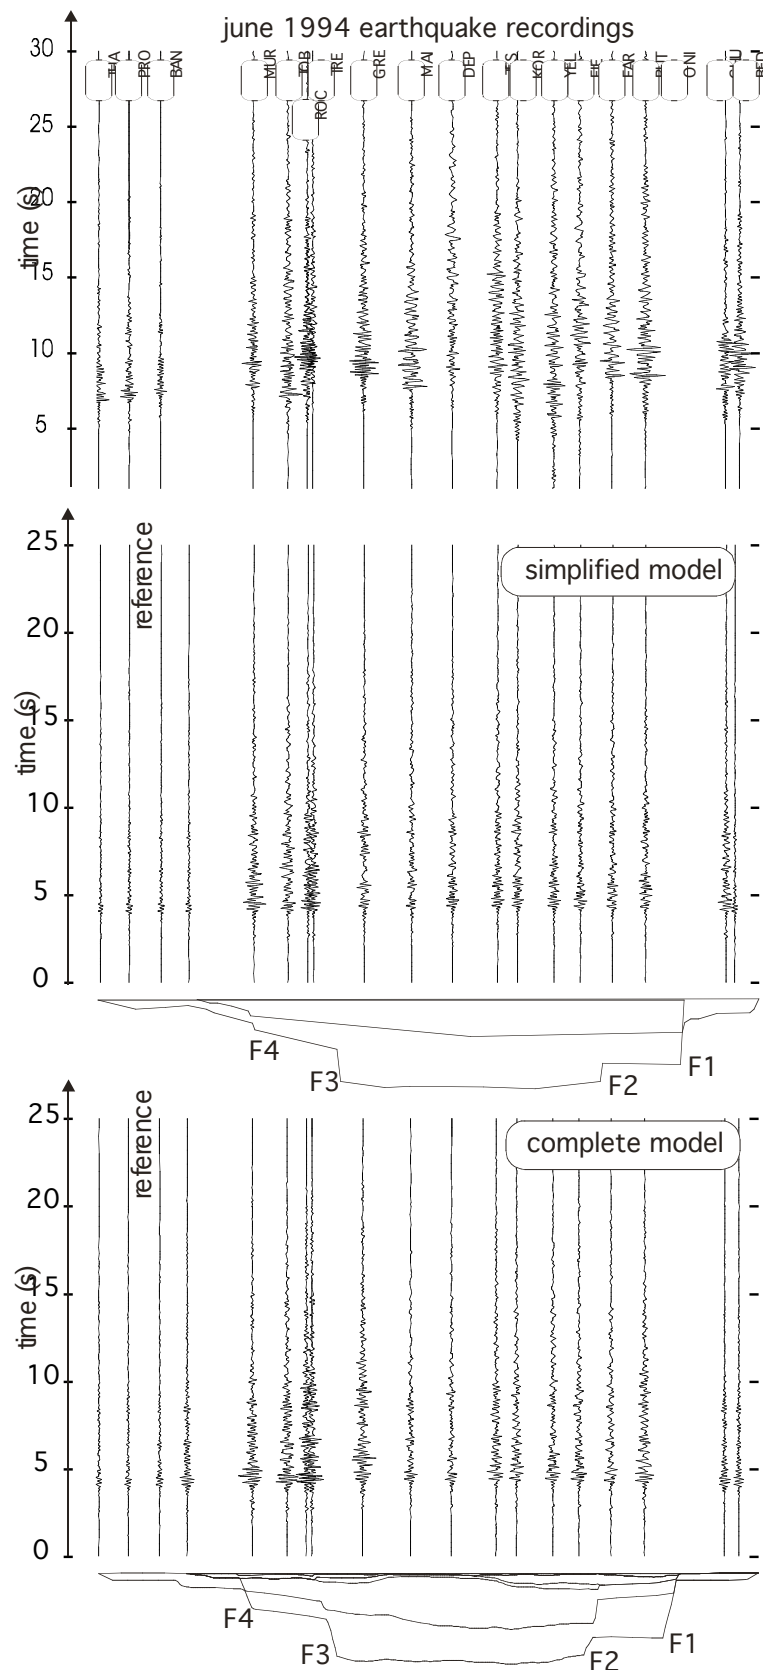 june 1994 earthquake recordings
30
THA
PRO
BAN
MUR
TOB
ROC
TRE
GRE
MAI
DEP
TES
KOR
YEL
EIF
FAR
ONI
25
20
15
10
5
time (s)
reference
simplified model
25
20
15
10
5
0
time (s)
F4
F3
F2
F1
reference
complete model
25
20
15
10
5
0
time (s)
F4
F3
F2
F1